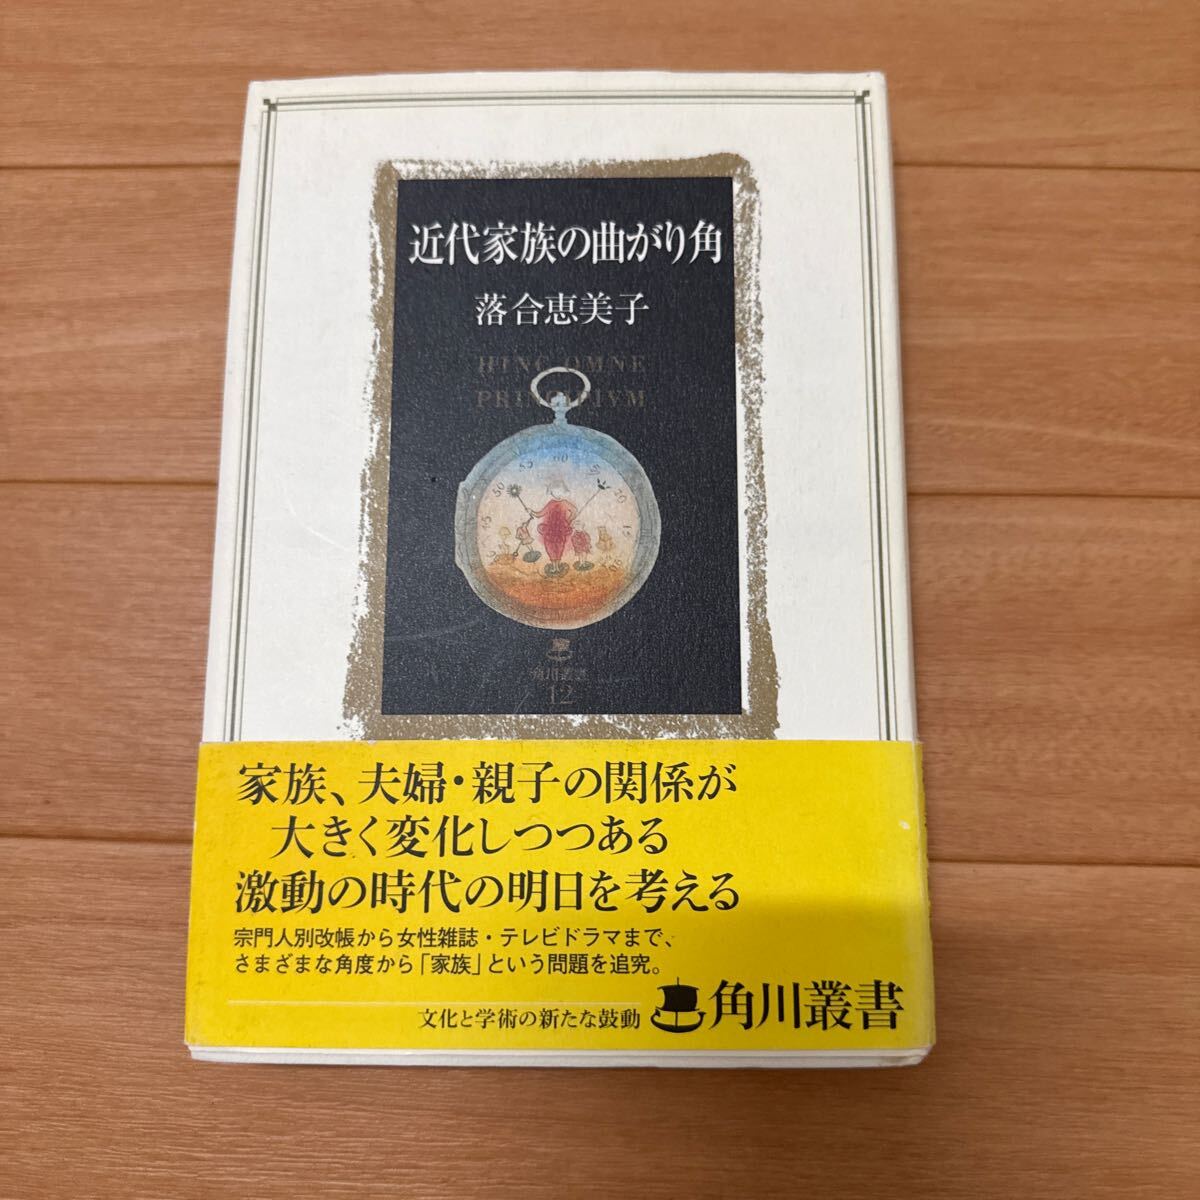 近代家族の曲がり角
落合恵美子
HINC OMNE
PRINCIPIVM
60
角川叢書
12
家族、夫婦・親子の関係が
大きく変化しつつある
激動の時代の明日を考える
宗門人別改帳から女性雑誌・テレビドラマまで、
さまざまな角度から「家族」という問題を追究。
文化と学術の新たな鼓動
角川叢書